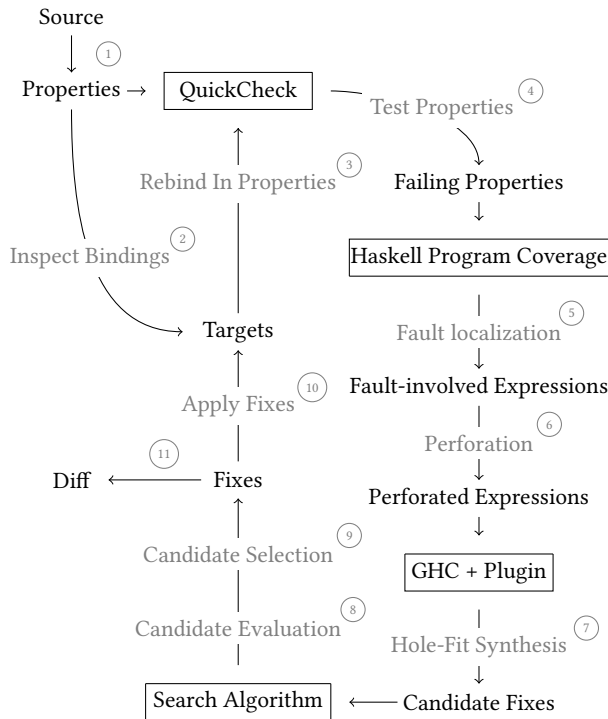 Source
1
Properties
QuickCheck
4
Test Properties
3
Rebind In Properties
Failing Properties
2
Inspect Bindings
Haskell Program Coverage
5
Fault localization
Targets
10
Apply Fixes
Fault-involved Expressions
6
Perforation
11
Diff
Fixes
Perforated Expressions
9
Candidate Selection
GHC + Plugin
8
Candidate Evaluation
7
Hole-Fit Synthesis
Search Algorithm
Candidate Fixes